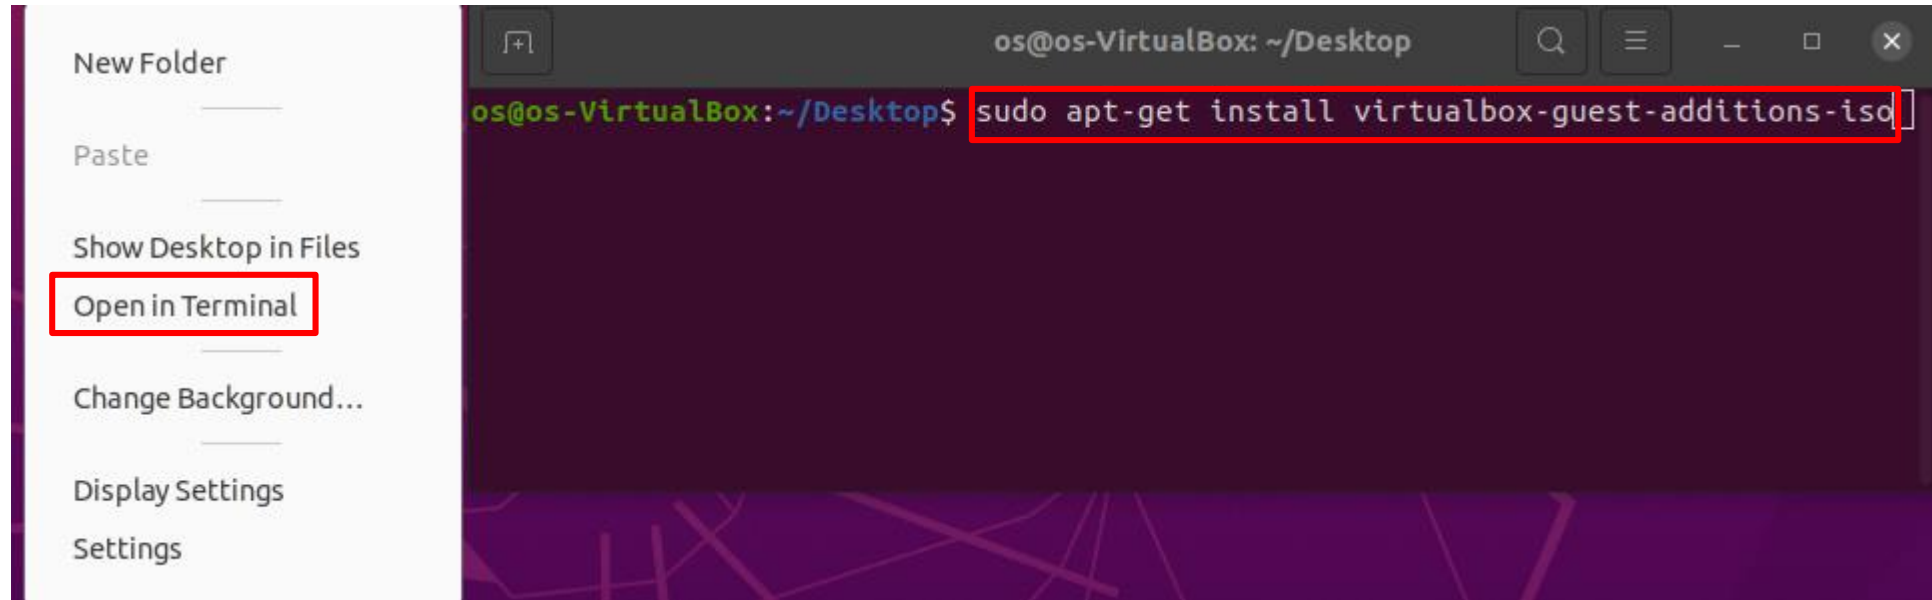 New Folder
Paste
Show Desktop in Files
Open in Terminal
Change Background...
Display Settings
Settings
os@os-VirtualBox: ~/Desktop
os@os-VirtualBox:~/Desktop$ sudo apt-get install virtualbox-guest-additions-iso